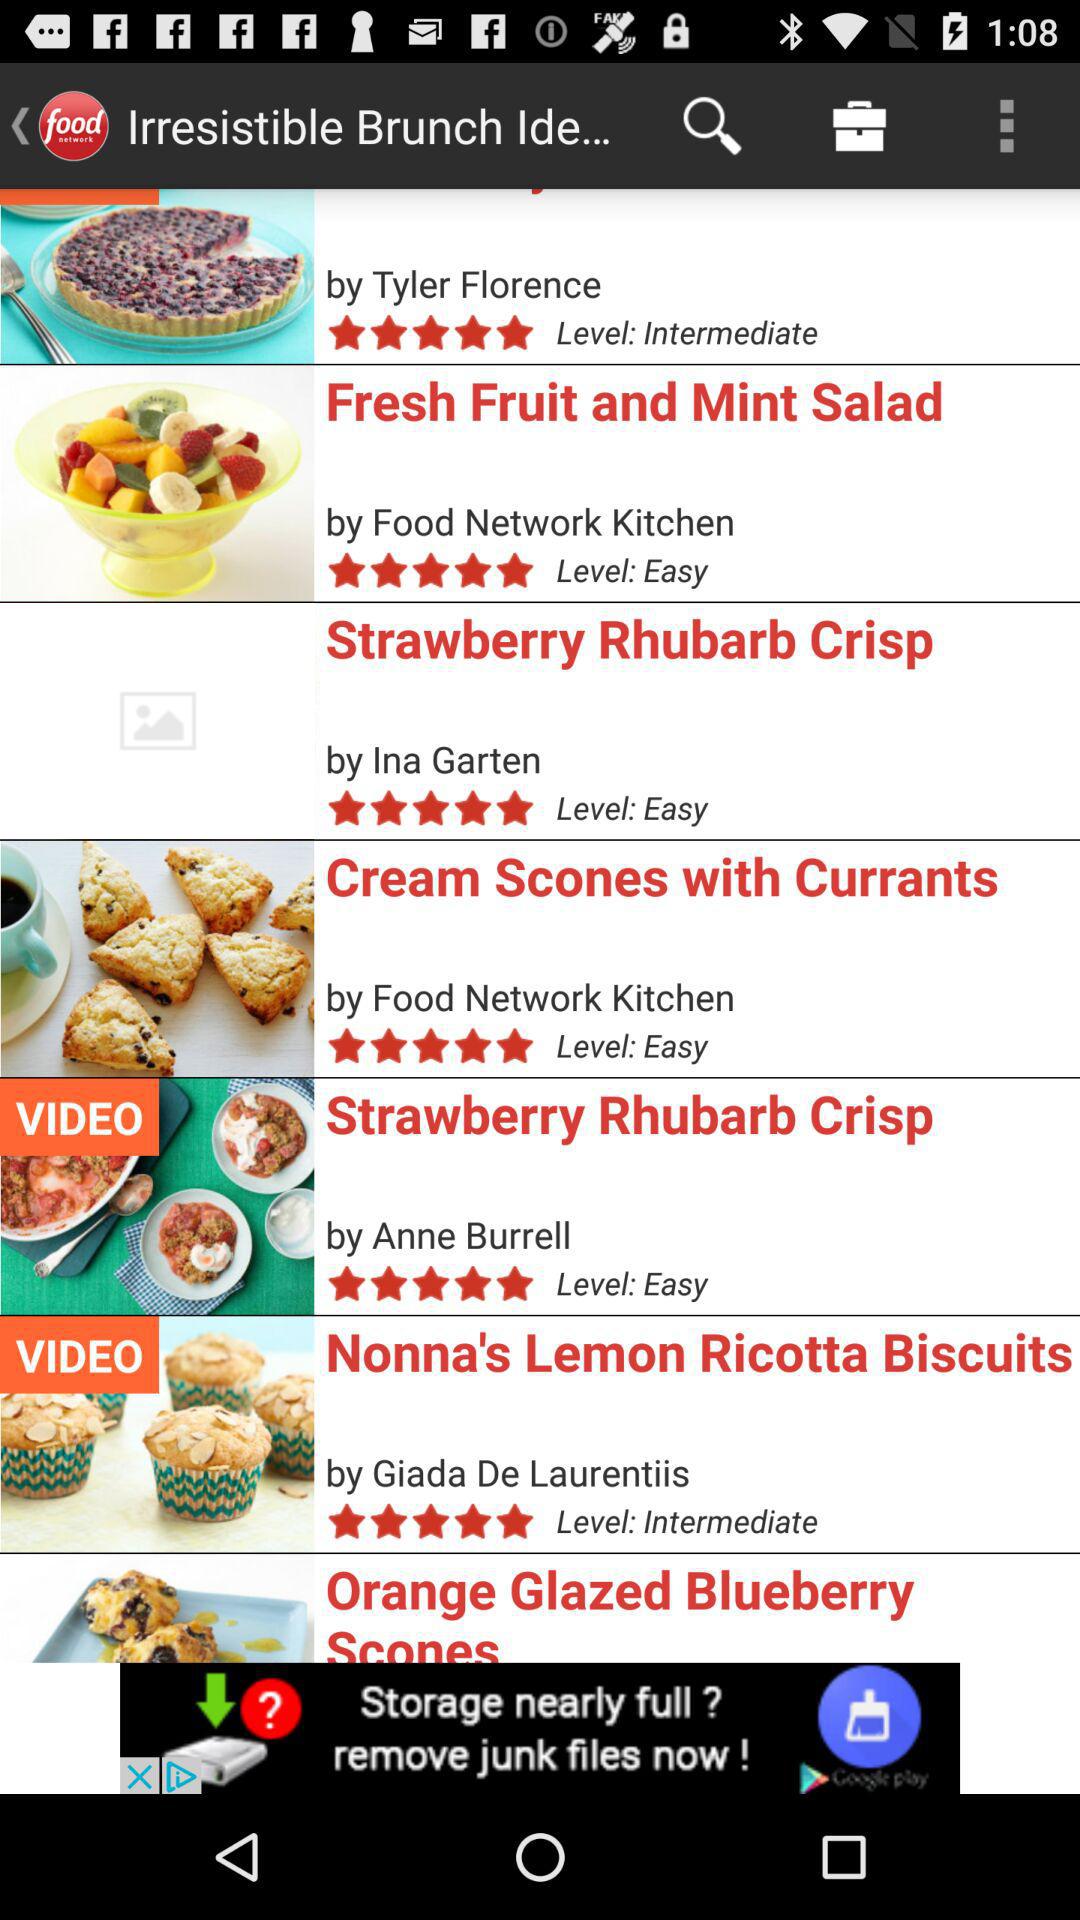 FAK
1:08
food
network
Irresistible Brunch Ide...
by Tyler Florence
Level: Intermediate
Fresh Fruit and Mint Salad
by Food Network Kitchen
Level: Easy
Strawberry Rhubarb Crisp
by Ina Garten
Level: Easy
Cream Scones with Currants
by Food Network Kitchen
Level: Easy
VIDEO
Strawberry Rhubarb Crisp
by Anne Burrell
Level: Easy
VIDEO
Nonna's Lemon Ricotta Biscuits
by Giada De Laurentiis
Level: Intermediate
Orange Glazed Blueberry
Scones
?
Storage nearly full ?
remove junk files now !
Google play